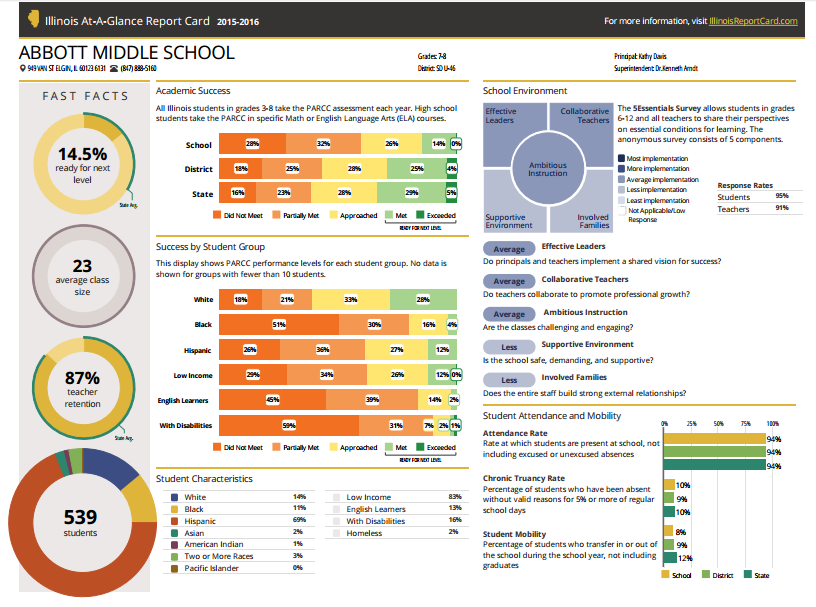 Illinois At-A-Glance Report Card 2015-2016
For more information, visit IllinoisReportCard.com
ABBOTT MIDDLE SCHOOL
949 VAN ST ELGIN, IL 60123 6131 (847) 888-5160
Grades: 7-8
District: SD U-46
Principal: Kathy Davis
Superintendent: Dr.Kenneth Arndt
FAST FACTS
14.5%
ready for next
level
State Avg.
23
average class
size
87%
teacher
retention
State Avg.
539
students
Academic Success
All Illinois students in grades 3-8 take the PARCC assessment each year. High school
students take the PARCC in specific Math or English Language Arts (ELA) courses.
School 28% 32% 26% 14% 0%
District 18% 25% 28% 25% 4%
State 16% 23% 28% 29% 5%
Did Not Meet Partially Met Approached Met Exceeded
READY FOR NEXT LEVEL
Success by Student Group
This display shows PARCC performance levels for each student group. No data is
shown for groups with fewer than 10 students.
White 18% 21% 33% 28%
Black 51% 30% 16% 4%
Hispanic 26% 36% 27% 12%
Low Income 29% 34% 26% 12% 0%
English Learners 45% 39% 14% 2%
With Disabilities 59% 31% 7% 2% 1%
Did Not Meet Partially Met Approached Met Exceeded
READY FOR NEXT LEVEL
Student Characteristics
White 14%
Black 11%
Hispanic 69%
Asian 2%
American Indian 1%
Two or More Races 3%
Pacific Islander 0%
Low Income 83%
English Learners 13%
With Disabilities 16%
Homeless 2%
School Environment
Effective
Leaders
Collaborative
Teachers
Ambitious
Instruction
Supportive
Environment
Involved
Families
The 5Essentials Survey allows students in grades
6-12 and all teachers to share their perspectives
on essential conditions for learning. The
anonymous survey consists of 5 components.
Most implementation
More implementation
Average implementation
Less implementation
Least implementation
Not Applicable/Low
Response
Response Rates
Students 95%
Teachers 91%
Average Effective Leaders
Do principals and teachers implement a shared vision for success?
Average Collaborative Teachers
Do teachers collaborate to promote professional growth?
Average Ambitious Instruction
Are the classes challenging and engaging?
Less Supportive Environment
Is the school safe, demanding, and supportive?
Less Involved Families
Does the entire staff build strong external relationships?
Student Attendance and Mobility
0% 25% 50% 75% 100%
Attendance Rate
Rate at which students are present at school, not
including excused or unexcused absences
94%
94%
94%
Chronic Truancy Rate
Percentage of students who have been absent
without valid reasons for 5% or more of regular
school days
10%
9%
10%
Student Mobility
Percentage of students who transfer in or out of
the school during the school year, not including
graduates
8%
9%
12%
School District State